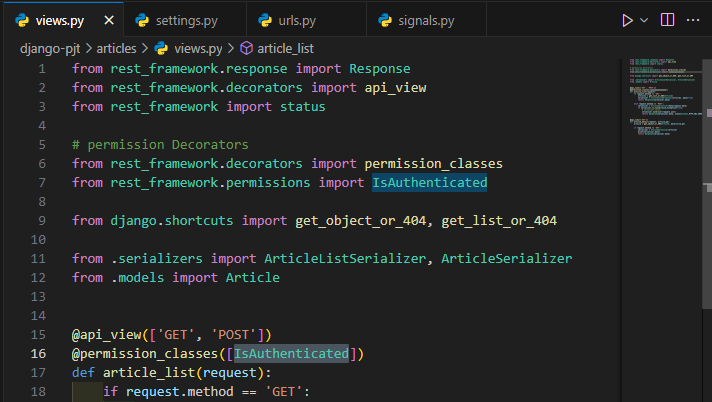 views.py
settings.py
urls.py
signals.py
django-pjt > articles > views.py > article_list
1 from rest_framework.response import Response
2 from rest_framework.decorators import api_view
3 from rest_framework import status
4
5 # permission Decorators
6 from rest_framework.decorators import permission_classes
7 from rest_framework.permissions import IsAuthenticated
8
9 from django.shortcuts import get_object_or_404, get_list_or_404
10
11 from .serializers import ArticleListSerializer, ArticleSerializer
12 from .models import Article
13
14
15 @api_view(['GET', 'POST'])
16 @permission_classes([IsAuthenticated])
17 def article_list(request):
18 if request.method == 'GET':